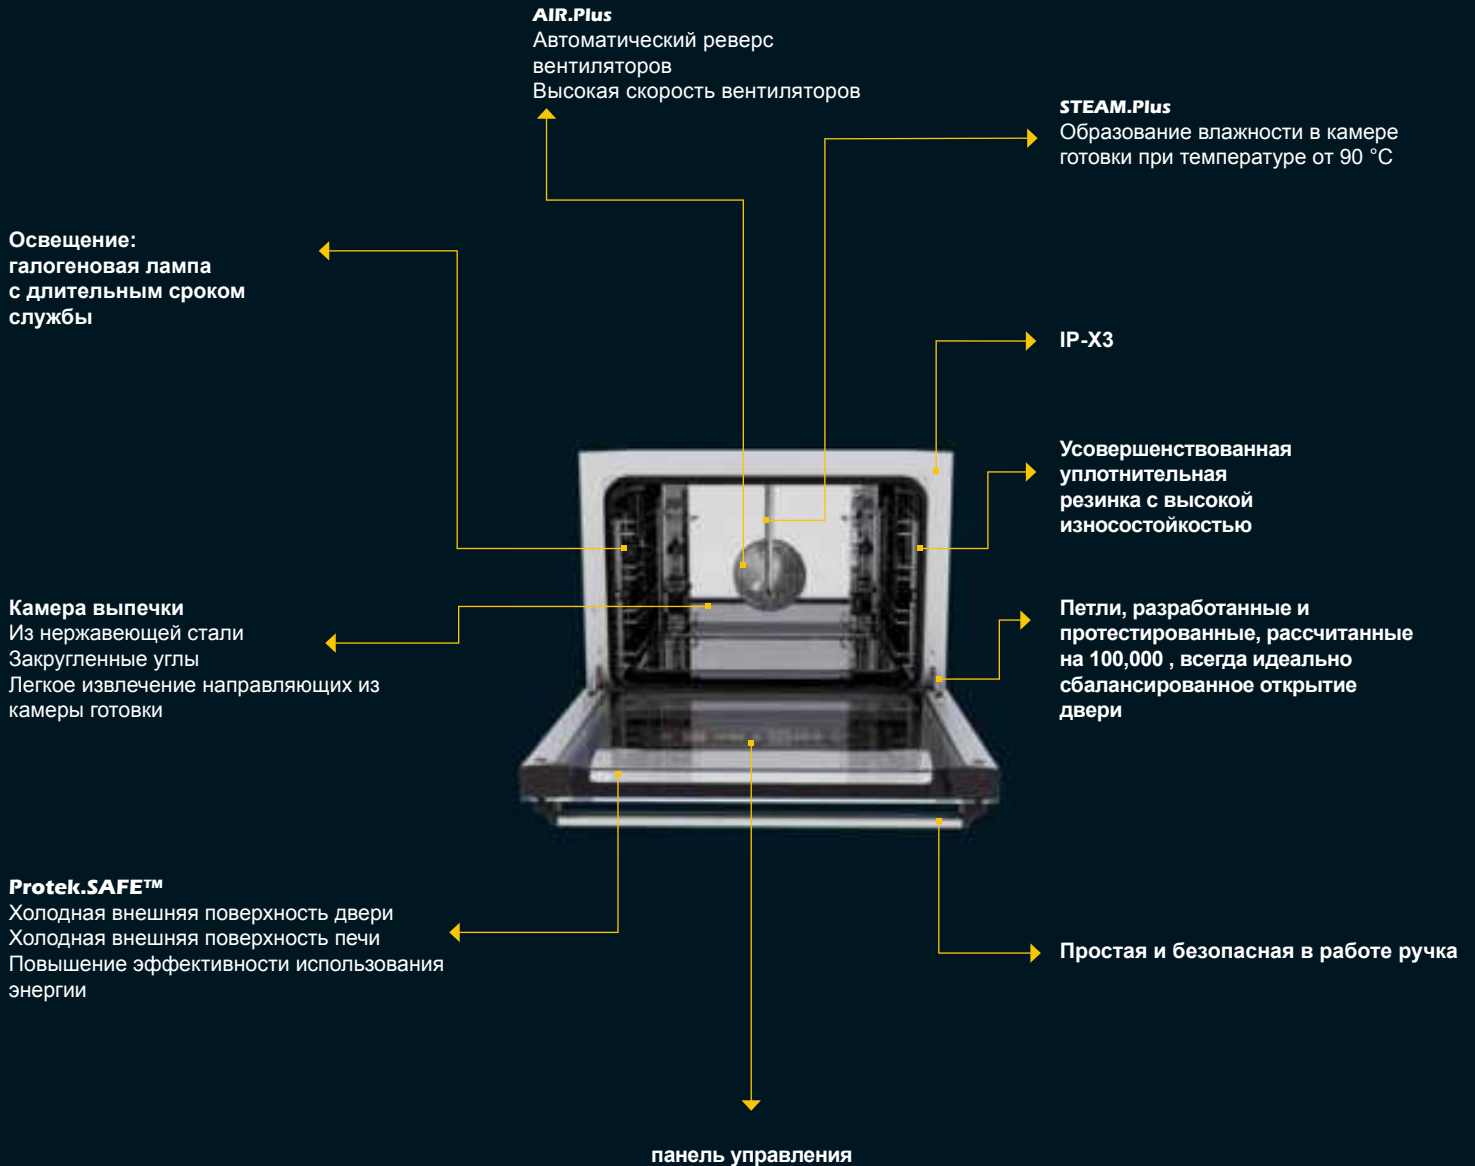 AIR.Plus
Автоматический реверс
вентиляторов
Высокая скорость вентиляторов
STEAM.Plus
Образование влажности в камере
готовки при температуре от 90 °C
Освещение:
галогеновая лампа
с длительным сроком
службы
IP-X3
Усовершенствованная
уплотнительная
резинка с высокой
износостойкостью
Камера выпечки
Из нержавеющей стали
Закругленные углы
Легкое извлечение направляющих из
камеры готовки
Петли, разработанные и
протестированные, рассчитанные
на 100,000 , всегда идеально
сбалансированное открытие
двери
Protek.SAFE™
Холодная внешняя поверхность двери
Холодная внешняя поверхность печи
Повышение эффективности использования
энергии
Простая и безопасная в работе ручка
панель управления